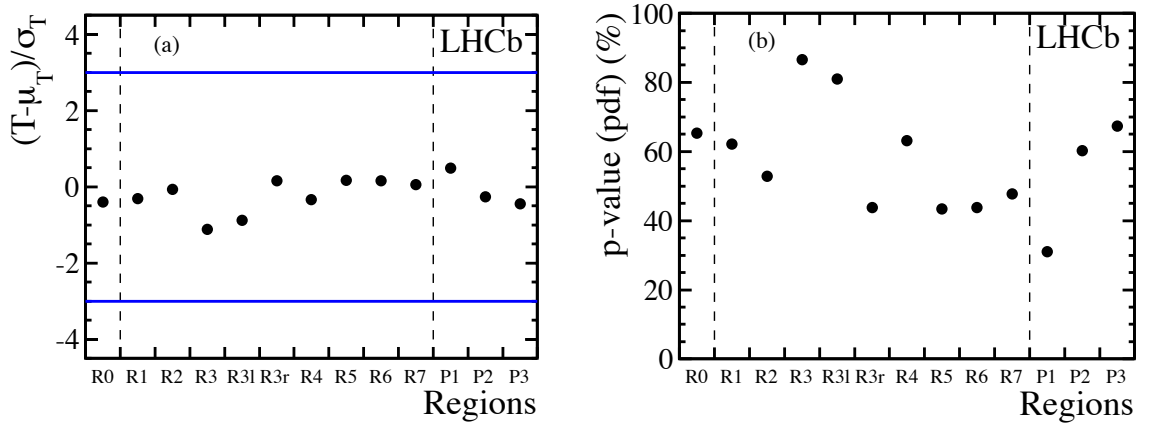 (T-μ_T)/σ_T
4
2
0
-2
-4
(a)
LHCb
R0 R1 R2 R3 R3l R3r R4 R5 R6 R7 P1 P2 P3
Regions
p-value (pdf) (%)
100
80
60
40
20
0
(b)
LHCb
R0 R1 R2 R3 R3l R3r R4 R5 R6 R7 P1 P2 P3
Regions